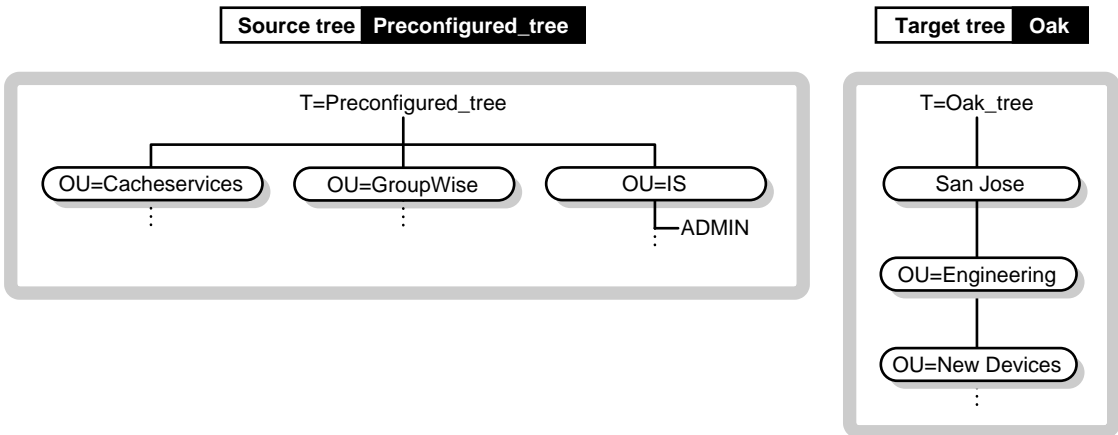 Source tree Preconfigured_tree
T=Preconfigured_tree
OU=Cacheservices OU=GroupWise OU=IS
ADMIN
Target tree Oak
T=Oak_tree
San Jose
OU=Engineering
OU=New Devices